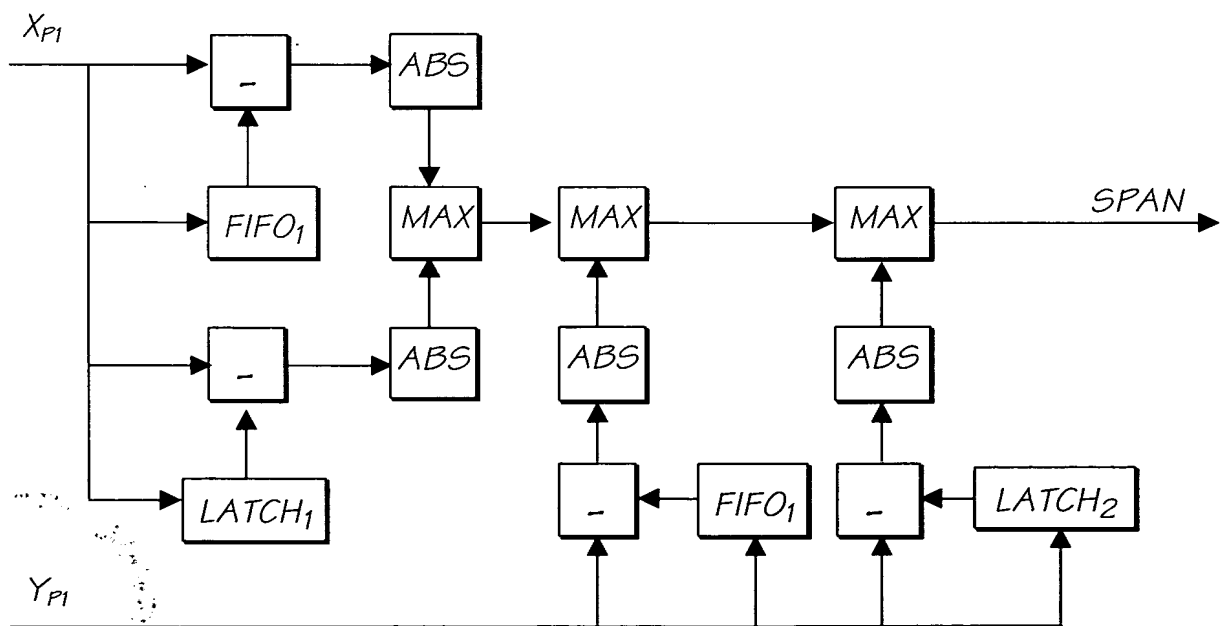 X_P1
- ABS
FIFO_1 MAX MAX MAX SPAN
- ABS ABS ABS
LATCH_1 - FIFO_1 - LATCH_2
Y_P1